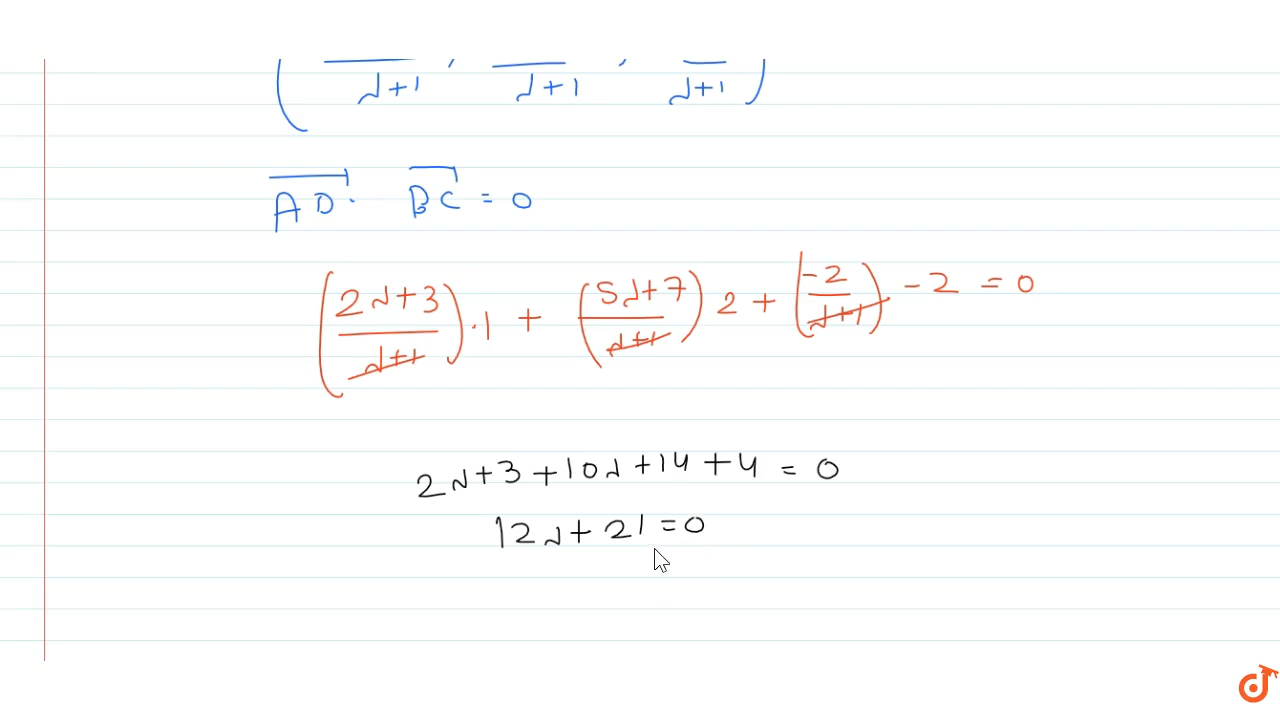 ( / λ+1 , / λ+1 , / λ+1 )
AD · BC = 0
((2λ+3)/(λ+1)) · 1 + ((5λ+7)/(λ+1)) 2 + (-2/(λ+1)) - 2 = 0
2λ+3+10λ+14+4 = 0
12λ+21=0